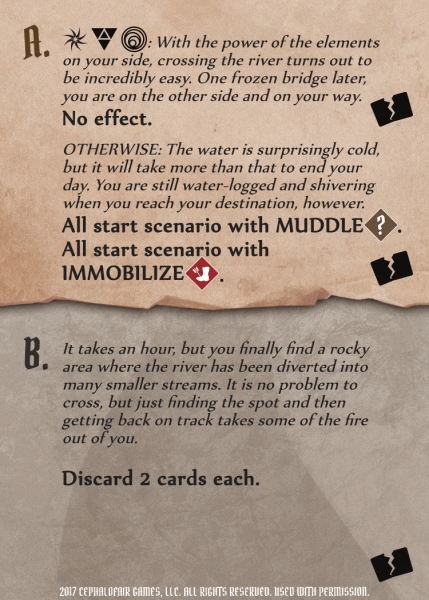 A.
: With the power of the elements
on your side, crossing the river turns out to
be incredibly easy. One frozen bridge later,
you are on the other side and on your way.
No effect.
OTHERWISE: The water is surprisingly cold,
but it will take more than that to end your
day. You are still water-logged and shivering
when you reach your destination, however.
All start scenario with MUDDLE ? .
All start scenario with
IMMOBILIZE .
B.
It takes an hour, but you finally find a rocky
area where the river has been diverted into
many smaller streams. It is no problem to
cross, but just finding the spot and then
getting back on track takes some of the fire
out of you.
Discard 2 cards each.
2017 CEPHALOFAIR GAMES, LLC. ALL RIGHTS RESERVED. USED WITH PERMISSION.